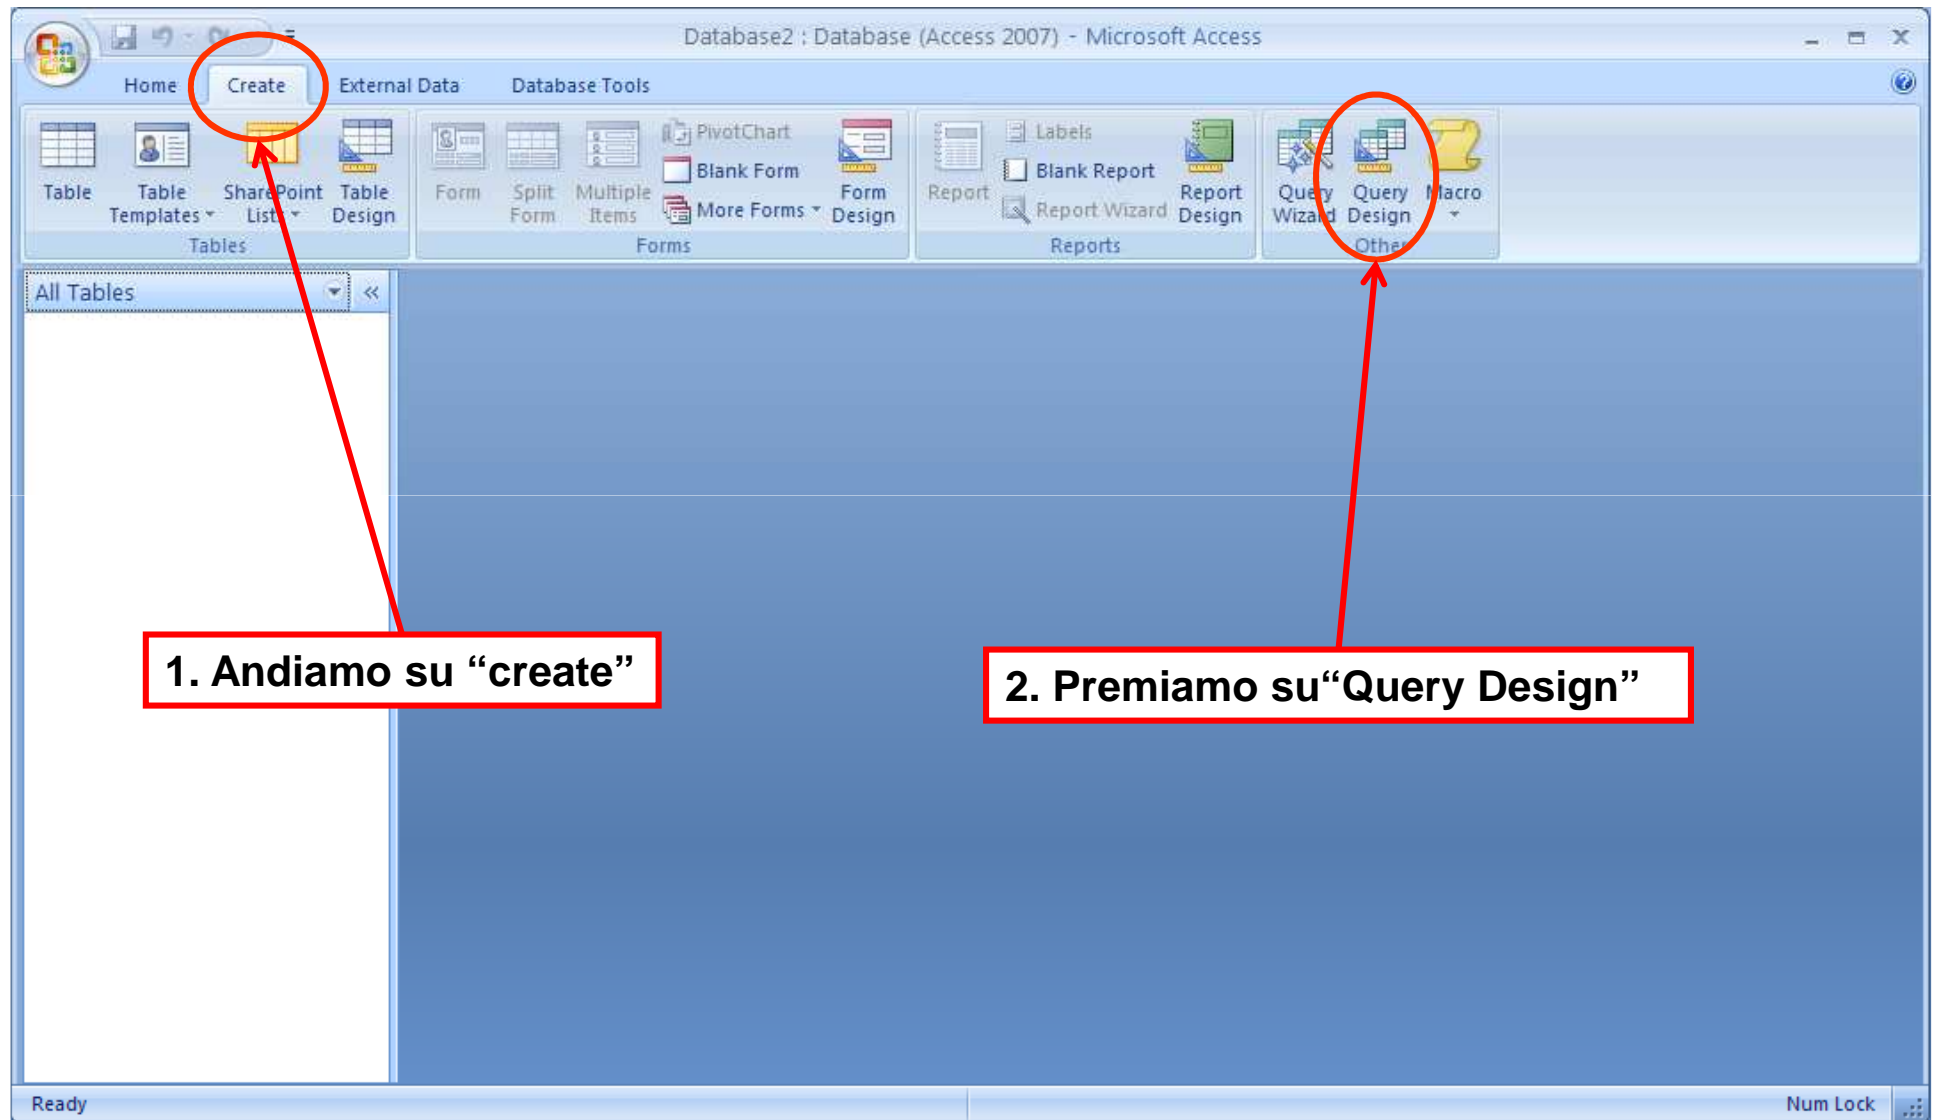 Database2 : Database (Access 2007) - Microsoft Access
Home Create External Data Database Tools
Table
Table Templates
SharePoint Lists
Table Design
Tables
Form
Split Form
Multiple Items
PivotChart
Blank Form
More Forms
Form Design
Forms
Report
Labels
Blank Report
Report Wizard
Report Design
Reports
Query Wizard
Query Design
Macro
Other
All Tables
1. Andiamo su “create”
2. Premiamo su“Query Design”
Ready
Num Lock